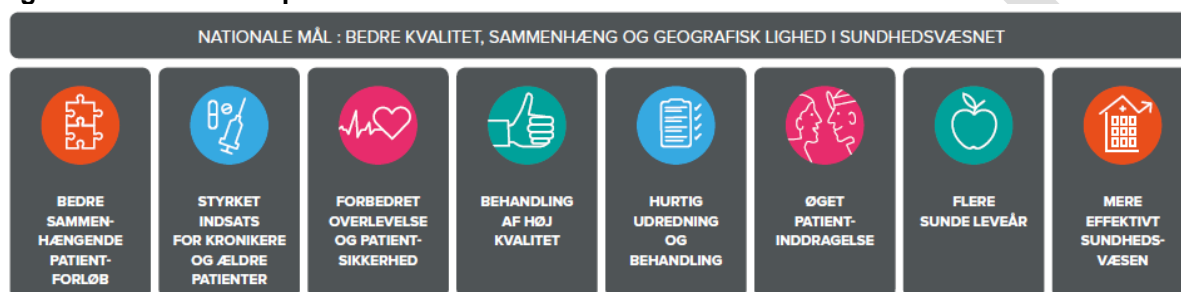 NATIONALE MÅL : BEDRE KVALITET, SAMMENHÆNG OG GEOGRAFISK LIGHED I SUNDHEDSVÆSNET
BEDRE
SAMMEN-
HÆNGENDE
PATIENT-
FORLØB
STYRKET
INDSATS
FOR KRONIKERE
OG ÆLDRE
PATIENTER
FORBEDRET
OVERLEVELSE
OG PATIENT-
SIKKERHED
BEHANDLING
AF HØJ
KVALITET
HURTIG
UDREDNING
OG
BEHANDLING
ØGET
PATIENT-
INDDRAGELSE
FLERE
SUNDE LEVEÅR
MERE
EFFEKTIVT
SUNDHEDS-
VÆSEN